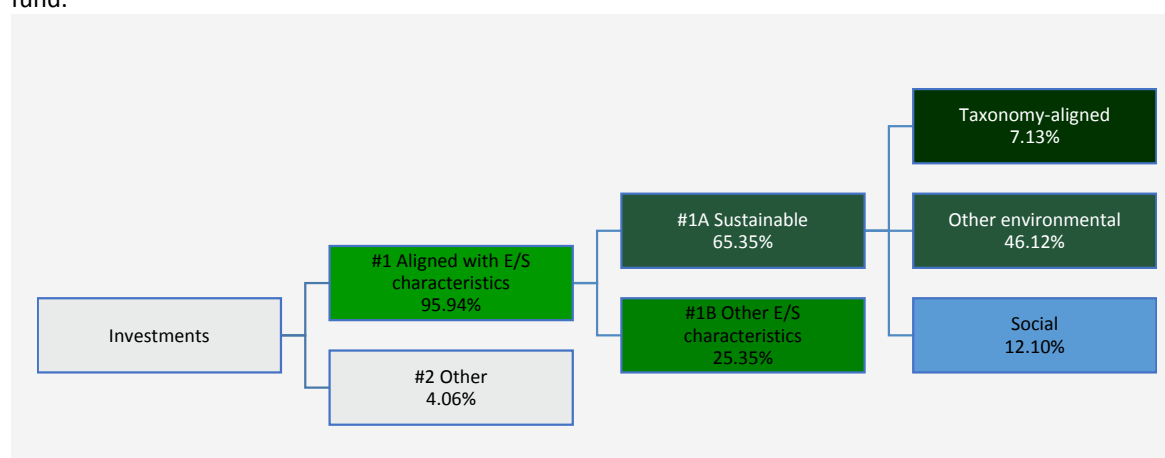 fund.
Taxonomy-aligned
7.13%
#1A Sustainable
65.35%
Other environmental
46.12%
#1 Aligned with E/S
characteristics
95.94%
Investments
#1B Other E/S
characteristics
25.35%
Social
12.10%
#2 Other
4.06%